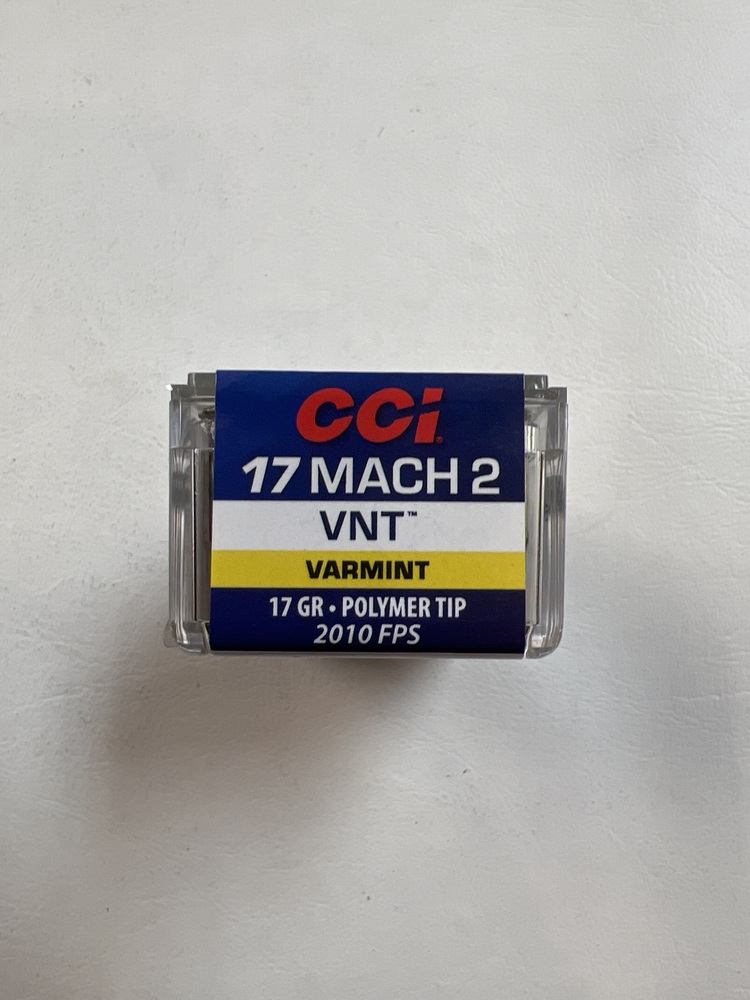 CCi®
17 MACH 2
VNT™
VARMINT
17 GR • POLYMER TIP
2010 FPS